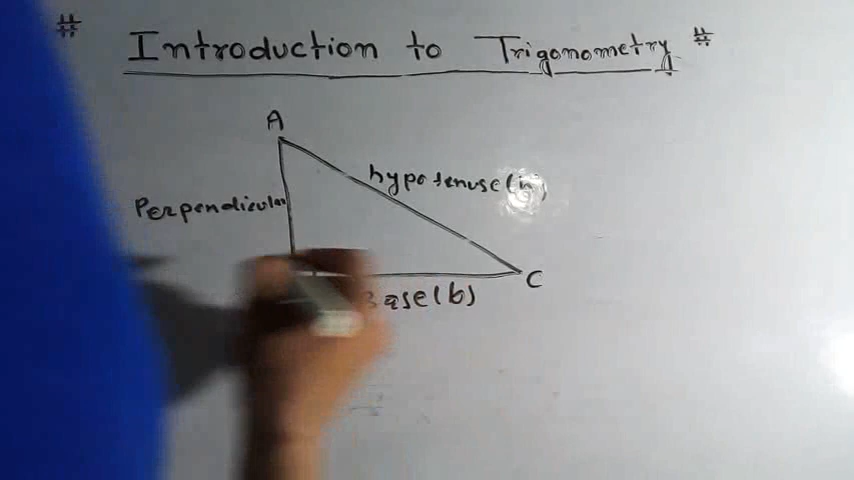 # Introduction to Trigonometry #
A
hypotenuse(h)
Perpendicular
C
Base(b)